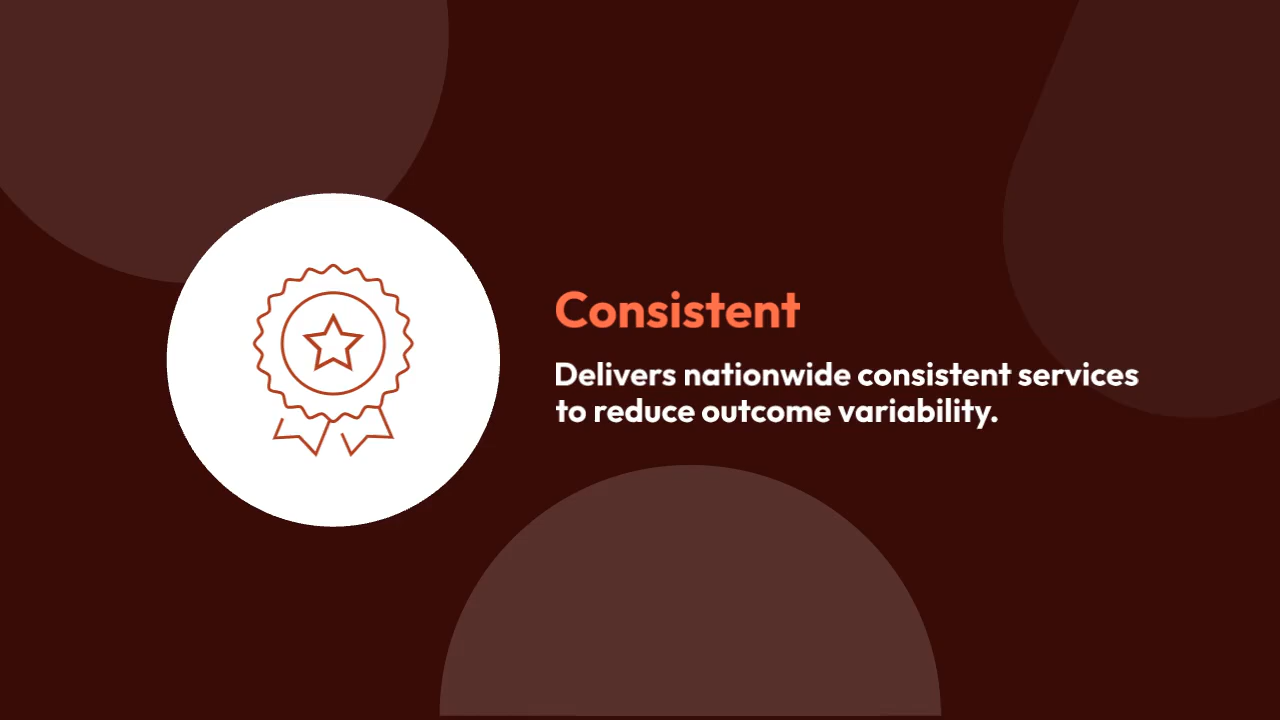 Consistent
Delivers nationwide consistent services
to reduce outcome variability.